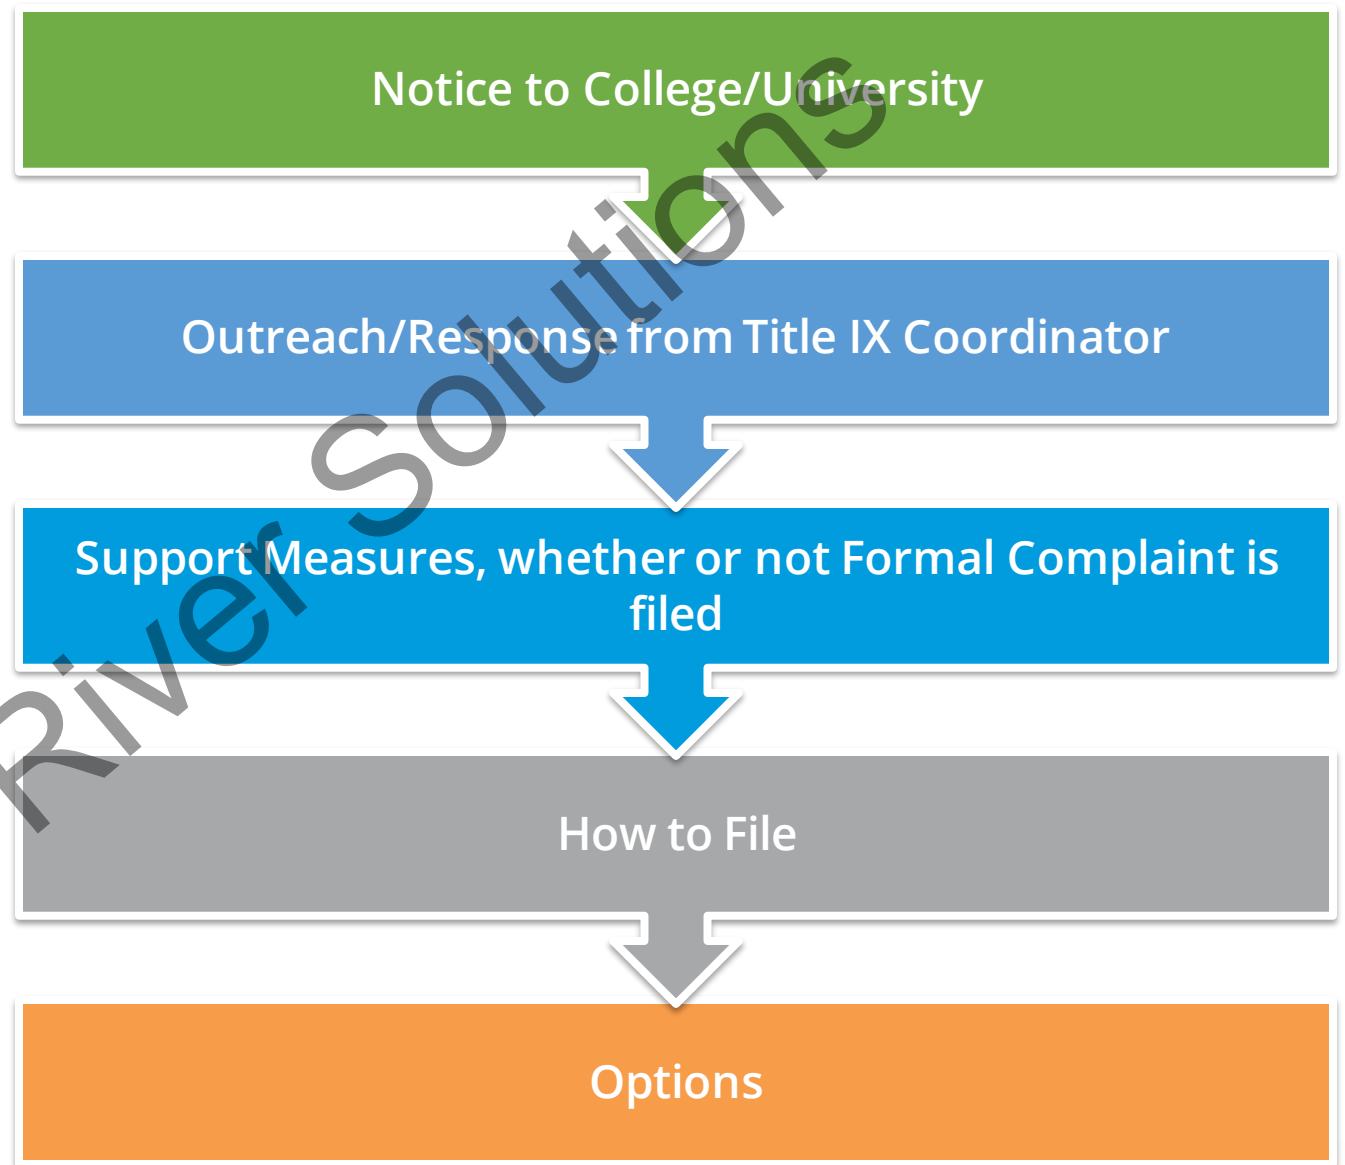 Notice to College/University
Outreach/Response from Title IX Coordinator
Support Measures, whether or not Formal Complaint is
filed
How to File
Options
River Solutions